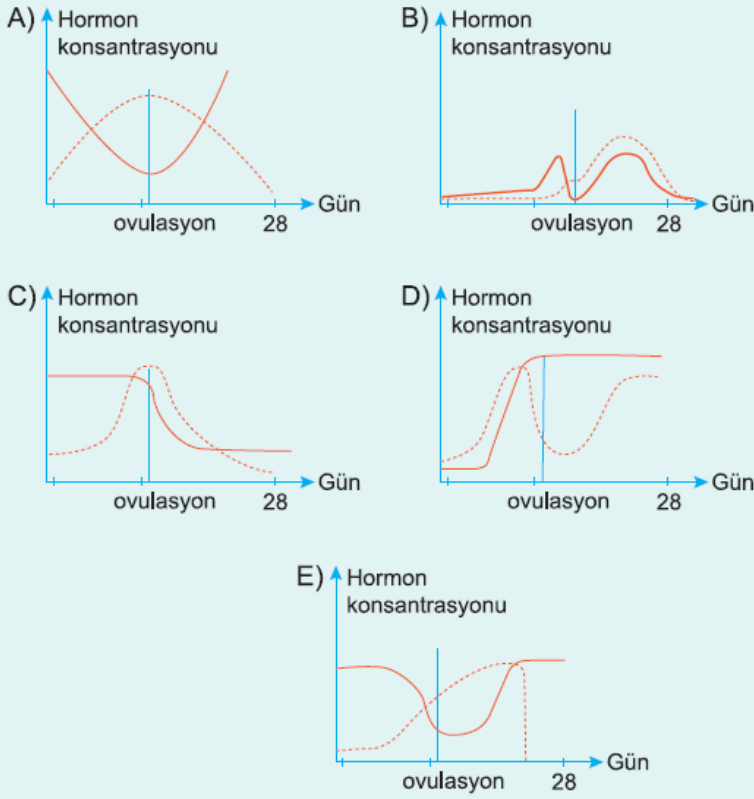 A) Hormon
konsantrasyonu
Gün
ovulasyon 28
B) Hormon
konsantrasyonu
Gün
ovulasyon 28
C) Hormon
konsantrasyonu
Gün
ovulasyon 28
D) Hormon
konsantrasyonu
Gün
ovulasyon 28
E) Hormon
konsantrasyonu
Gün
ovulasyon 28